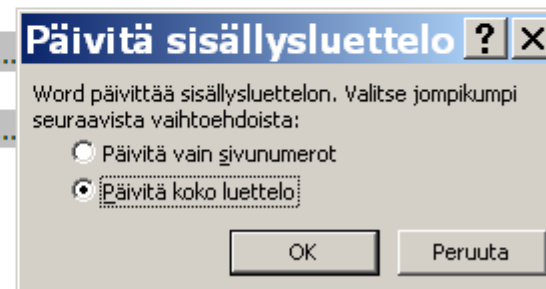 Päivitä sisällysluettelo
Word päivittää sisällysluettelon. Valitse jompikumpi
seuraavista vaihtoehdoista:
Päivitä vain sivunumerot
Päivitä koko luettelo
OK Peruuta